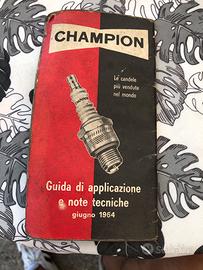 CHAMPION
Le candele
più vendute
nel mondo
Guida di applicazione
e note tecniche
giugno 1964